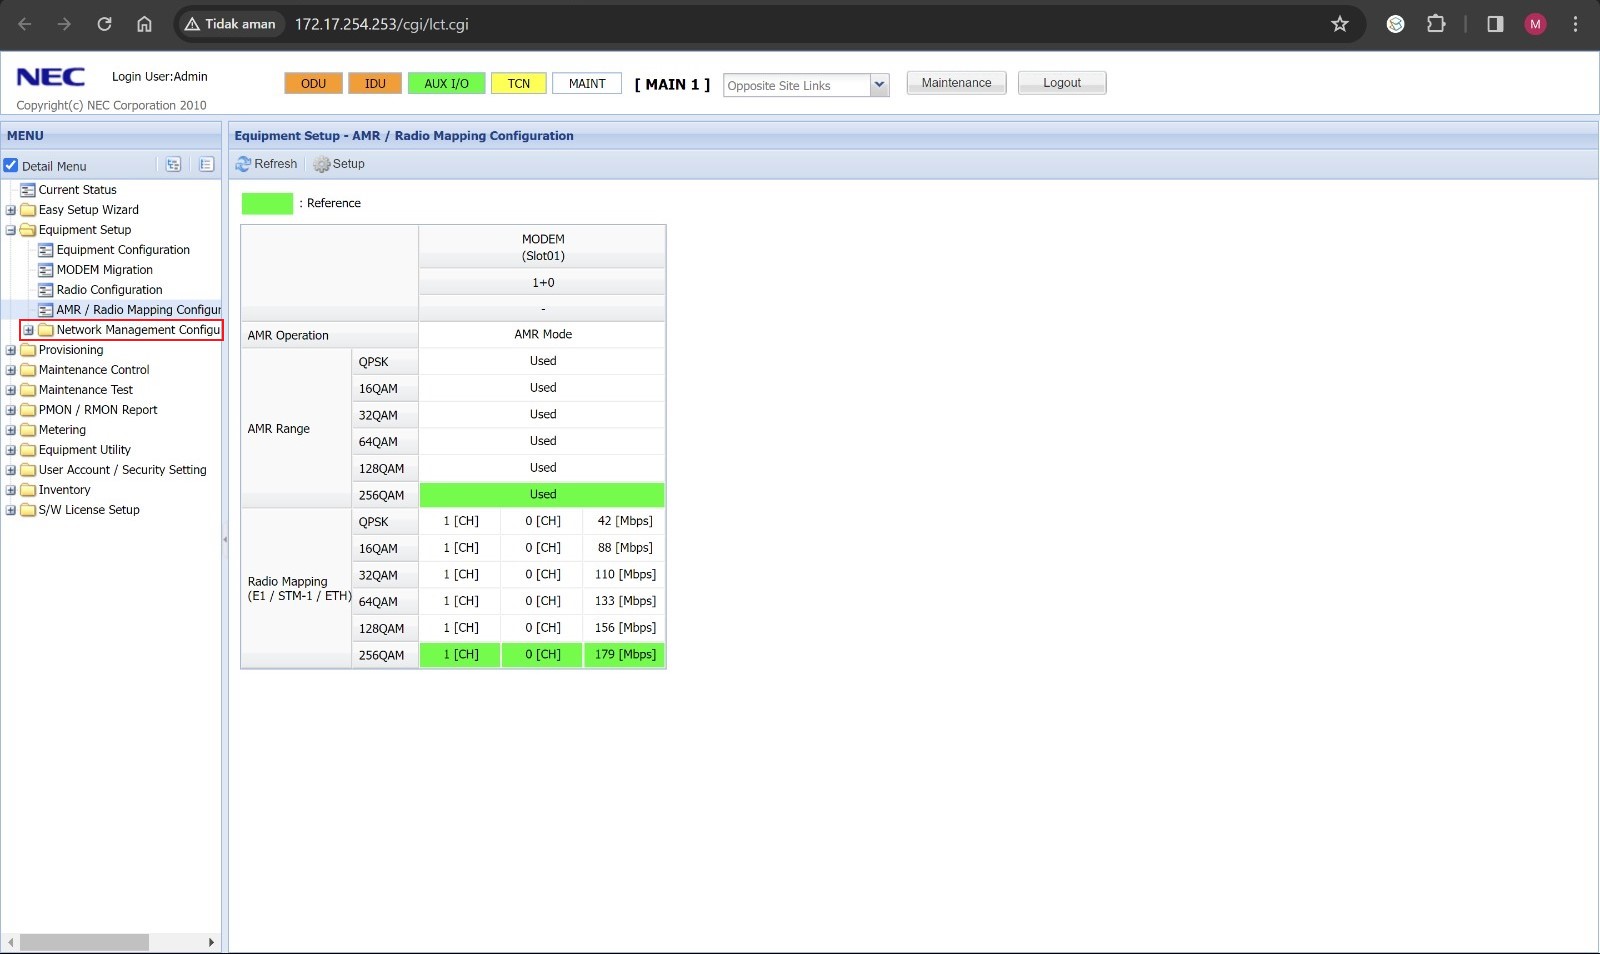 Tidak aman 172.17.254.253/cgi/lct.cgi M
NEC Login User:Admin
Copyright(c) NEC Corporation 2010
ODU IDU AUX I/O TCN MAINT [ MAIN 1 ] Opposite Site Links Maintenance Logout
MENU
Detail Menu
Current Status
Easy Setup Wizard
Equipment Setup
Equipment Configuration
MODEM Migration
Radio Configuration
AMR / Radio Mapping Configur
Network Management Configu
Provisioning
Maintenance Control
Maintenance Test
PMON / RMON Report
Metering
Equipment Utility
User Account / Security Setting
Inventory
S/W License Setup
Equipment Setup - AMR / Radio Mapping Configuration
Refresh Setup
: Reference
MODEM
(Slot01)
1+0
-
AMR Operation AMR Mode
AMR Range
QPSK Used
16QAM Used
32QAM Used
64QAM Used
128QAM Used
256QAM Used
Radio Mapping
(E1 / STM-1 / ETH)
QPSK 1 [CH] 0 [CH] 42 [Mbps]
16QAM 1 [CH] 0 [CH] 88 [Mbps]
32QAM 1 [CH] 0 [CH] 110 [Mbps]
64QAM 1 [CH] 0 [CH] 133 [Mbps]
128QAM 1 [CH] 0 [CH] 156 [Mbps]
256QAM 1 [CH] 0 [CH] 179 [Mbps]